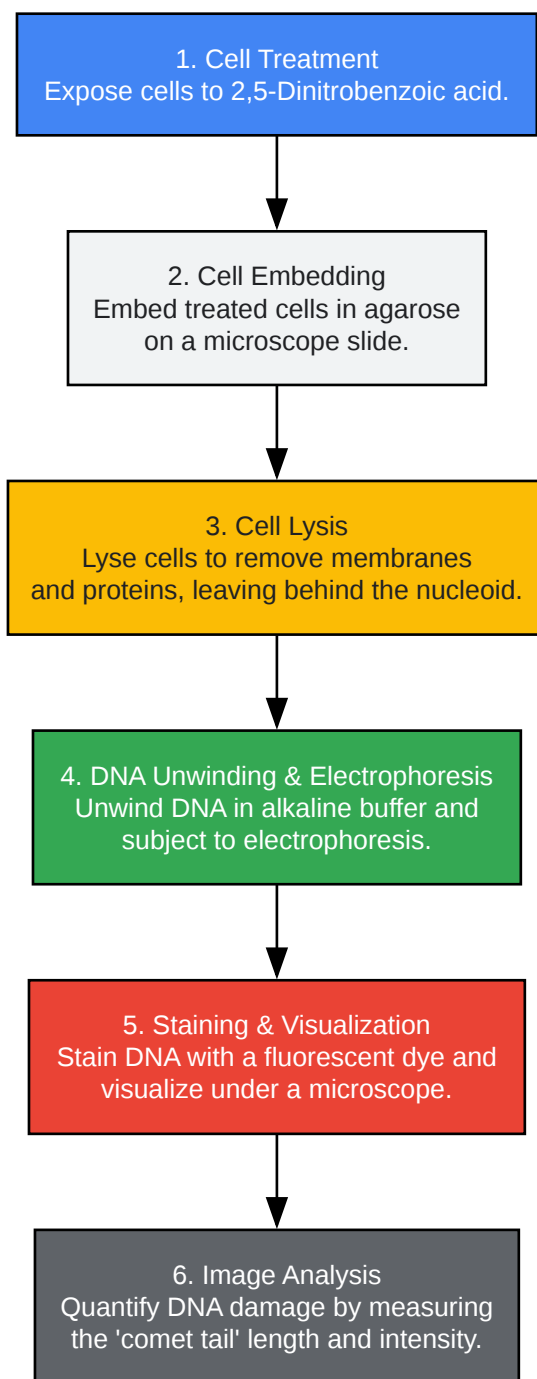 1. Cell Treatment
Expose cells to 2,5-Dinitrobenzoic acid.
2. Cell Embedding
Embed treated cells in agarose
on a microscope slide.
3. Cell Lysis
Lyse cells to remove membranes
and proteins, leaving behind the nucleoid.
4. DNA Unwinding & Electrophoresis
Unwind DNA in alkaline buffer and
subject to electrophoresis.
5. Staining & Visualization
Stain DNA with a fluorescent dye and
visualize under a microscope.
6. Image Analysis
Quantify DNA damage by measuring
the 'comet tail' length and intensity.